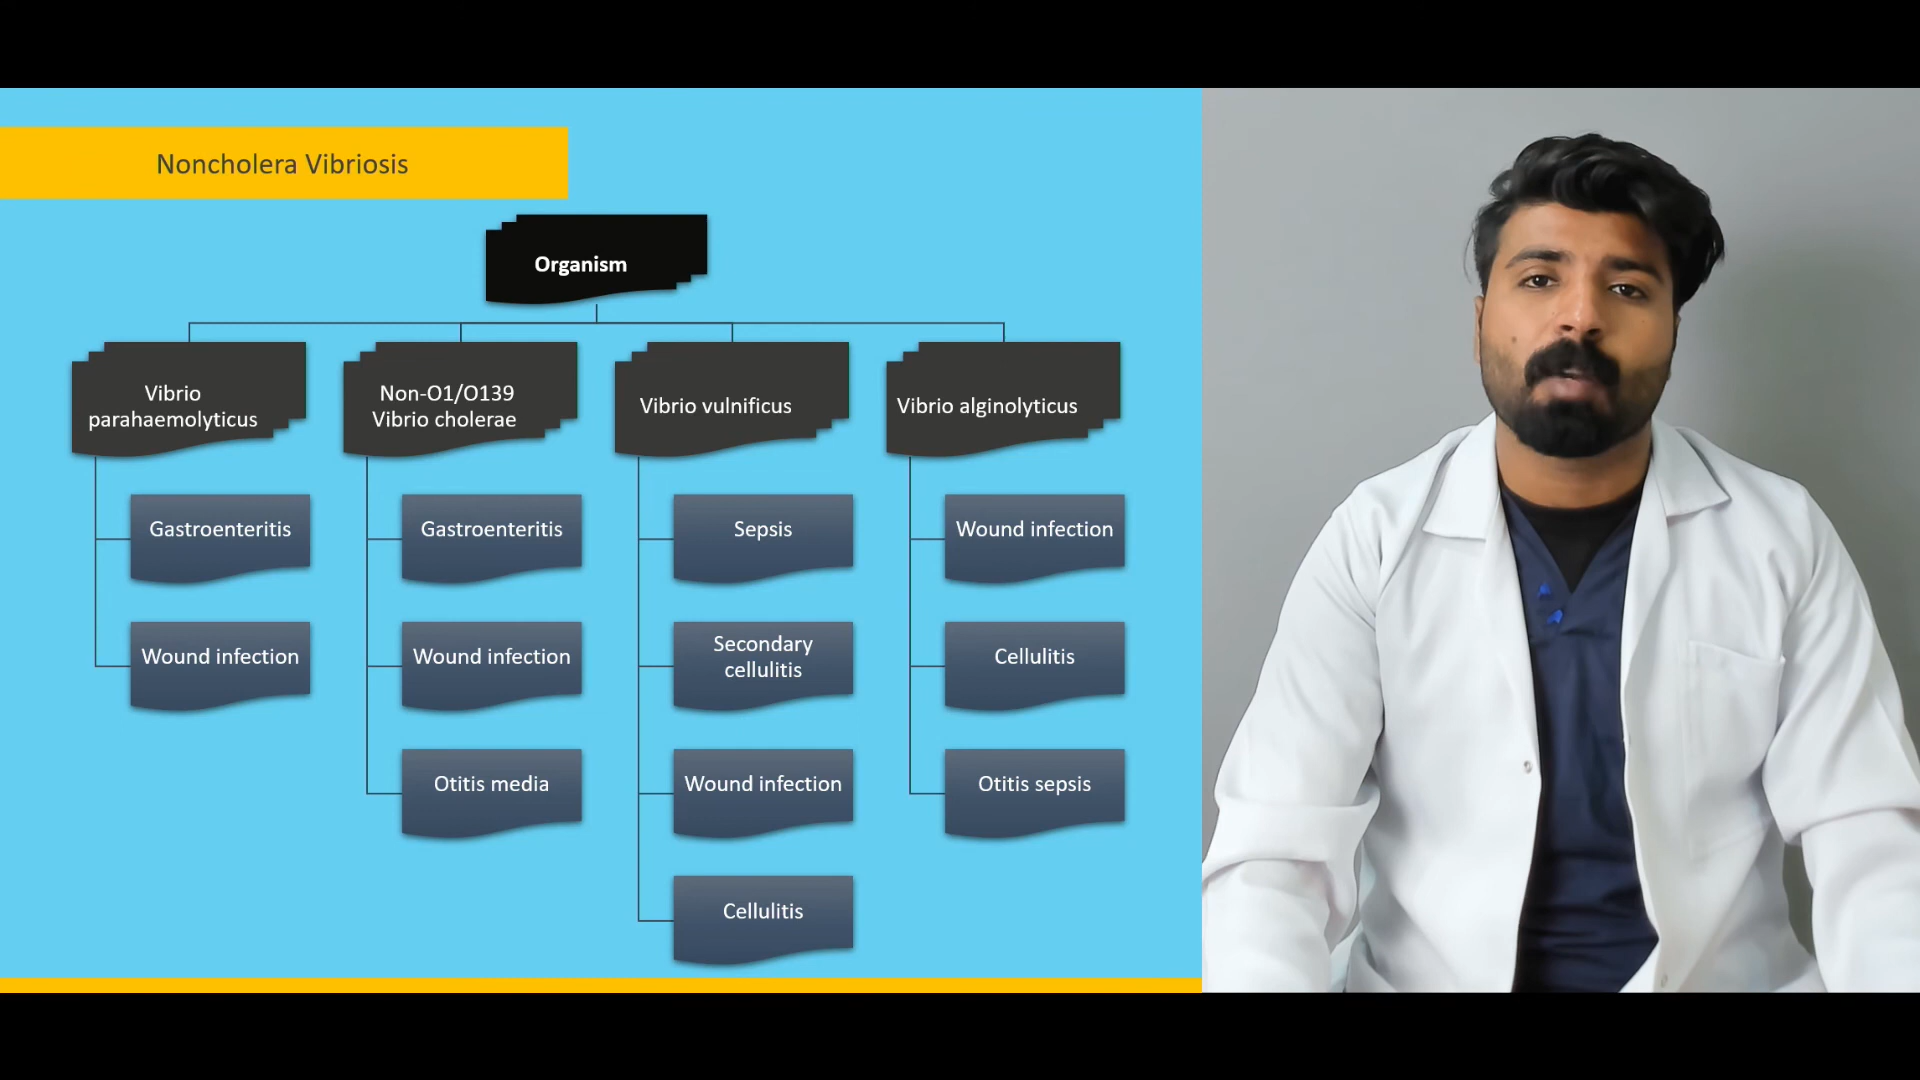 Noncholera Vibriosis
Organism
Vibrio
parahaemolyticus
Gastroenteritis
Wound infection
Non-O1/O139
Vibrio cholerae
Gastroenteritis
Wound infection
Otitis media
Vibrio vulnificus
Sepsis
Secondary
cellulitis
Wound infection
Cellulitis
Vibrio alginolyticus
Wound infection
Cellulitis
Otitis sepsis